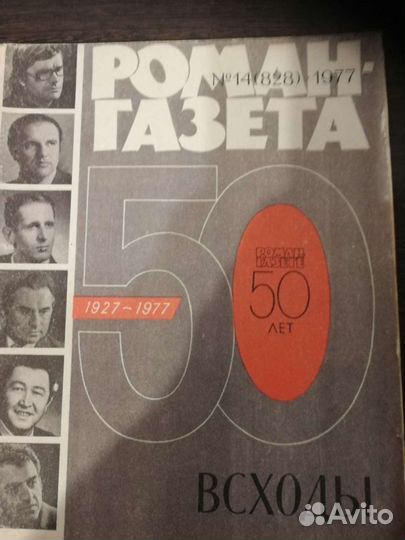 РОМАН-
№14(828) 1977
ГАЗЕТА
50
РОМАН-
ГАЗЕТЕ
50
ЛЕТ
1927-1977
ВСХОДЫ
Avito